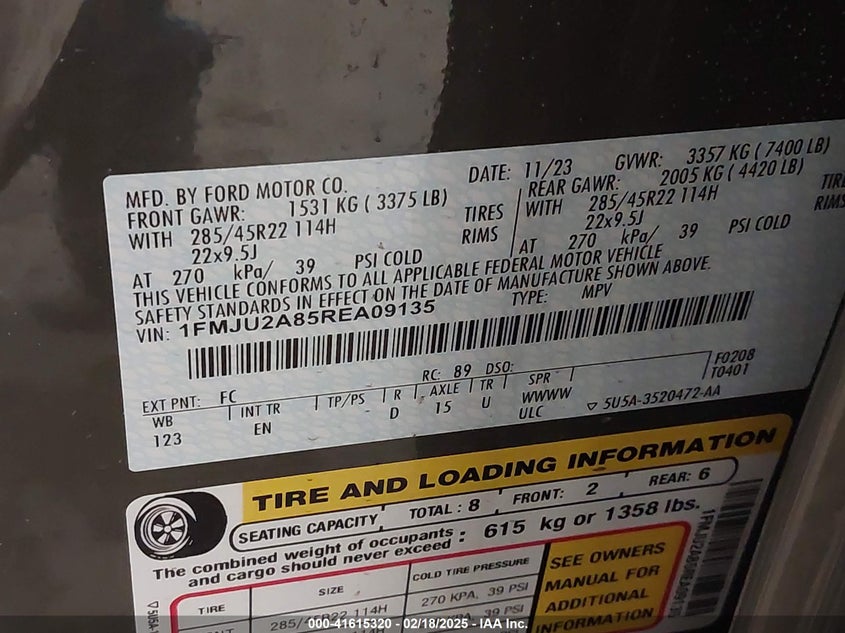 MFD. BY FORD MOTOR CO. DATE: 11/23 GVWR: 3357 KG ( 7400 LB)
FRONT GAWR: 1531 KG ( 3375 LB) REAR GAWR: 2005 KG ( 4420 LB)
WITH 285/45R22 114H TIRES WITH 285/45R22 114H TIRE
22x9.5J RIMS 22x9.5J RIMS
AT 270 kPa/ 39 PSI COLD AT 270 kPa/ 39 PSI COLD
THIS VEHICLE CONFORMS TO ALL APPLICABLE FEDERAL MOTOR VEHICLE
SAFETY STANDARDS IN EFFECT ON THE DATE OF MANUFACTURE SHOWN ABOVE.
VIN: 1FMJU2A85REA09135 TYPE: MPV
F0208
T0401
EXT PNT: FC RC: 89 DSO:
WB INT TR TP/PS R AXLE TR SPR
123 EN D 15 U WWWW
ULC 5U5A-3520472-AA
TIRE AND LOADING INFORMATION
SEATING CAPACITY TOTAL : 8 FRONT: 2 REAR: 6
The combined weight of occupants
and cargo should never exceed : 615 kg or 1358 lbs.
TIRE SIZE COLD TIRE PRESSURE
285/45R22 114H 270 KPA, 39 PSI
SEE OWNERS
MANUAL FOR
ADDITIONAL
INFORMATION
000-41615320 - 02/18/2025 - IAA Inc.